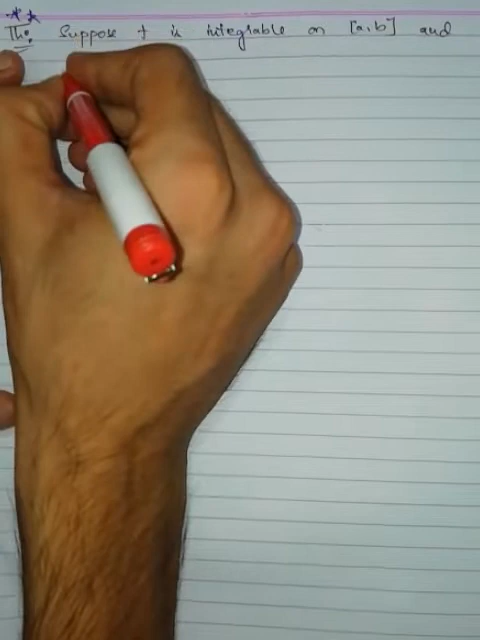 **
Th: Suppose f is integrable on [a,b] and